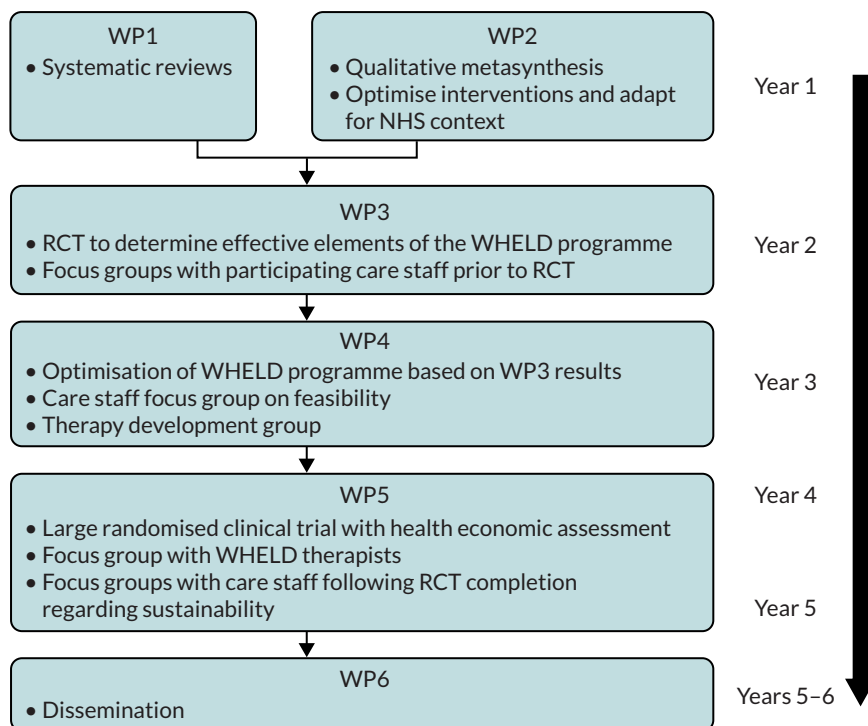 WP1
• Systematic reviews
WP2
• Qualitative metasynthesis
• Optimise interventions and adapt
for NHS context
Year 1
WP3
• RCT to determine effective elements of the WHELD programme
• Focus groups with participating care staff prior to RCT
Year 2
WP4
• Optimisation of WHELD programme based on WP3 results
• Care staff focus group on feasibility
• Therapy development group
Year 3
WP5
• Large randomised clinical trial with health economic assessment
• Focus group with WHELD therapists
• Focus groups with care staff following RCT completion
regarding sustainability
Year 4
Year 5
WP6
• Dissemination
Years 5–6